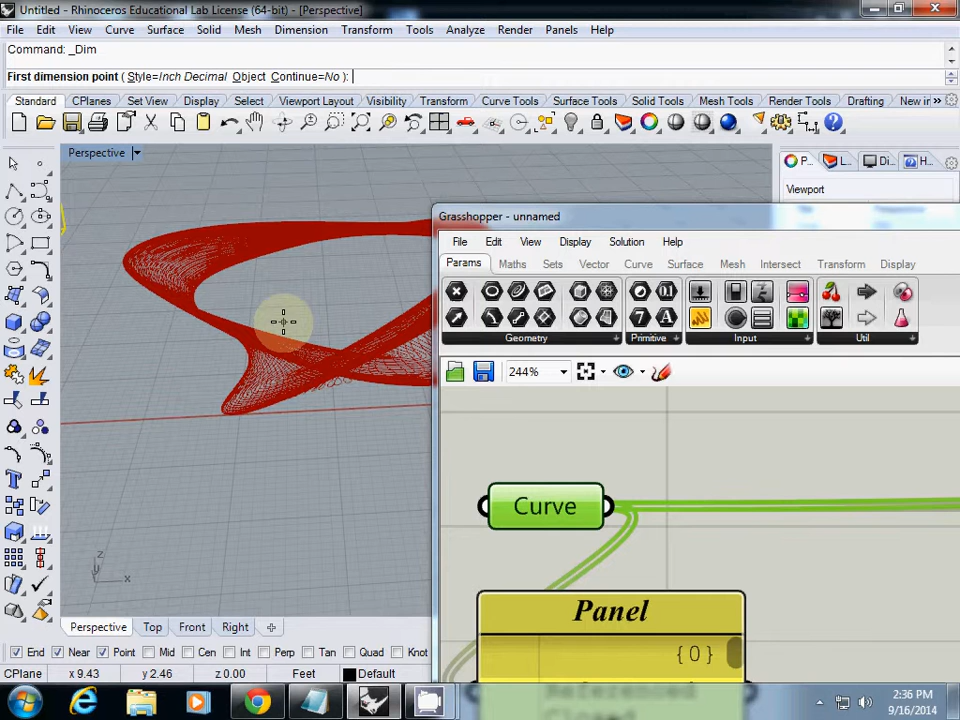 Untitled - Rhinoceros Educational Lab License (64-bit) - [Perspective]
File Edit View Curve Surface Solid Mesh Dimension Transform Tools Analyze Render Panels Help
Command: _Dim
First dimension point ( Style=Inch Decimal Object Continue=No ):
Standard CPlanes Set View Display Select Viewport Layout Visibility Transform Curve Tools Surface Tools Solid Tools Mesh Tools Render Tools Drafting New in »
Perspective
P... L... Di... H...
Viewport
Grasshopper - unnamed
File Edit View Display Solution Help
Params Maths Sets Vector Curve Surface Mesh Intersect Transform Display
Geometry Primitive Input Util
244%
Curve
Panel
{ 0 }
Referenced
Closed
z
y
x
Perspective Top Front Right
End Near Point Mid Cen Int Perp Tan Quad Knot
CPlane x 9.43 y 2.46 z 0.00 Feet Default
2:36 PM
9/16/2014